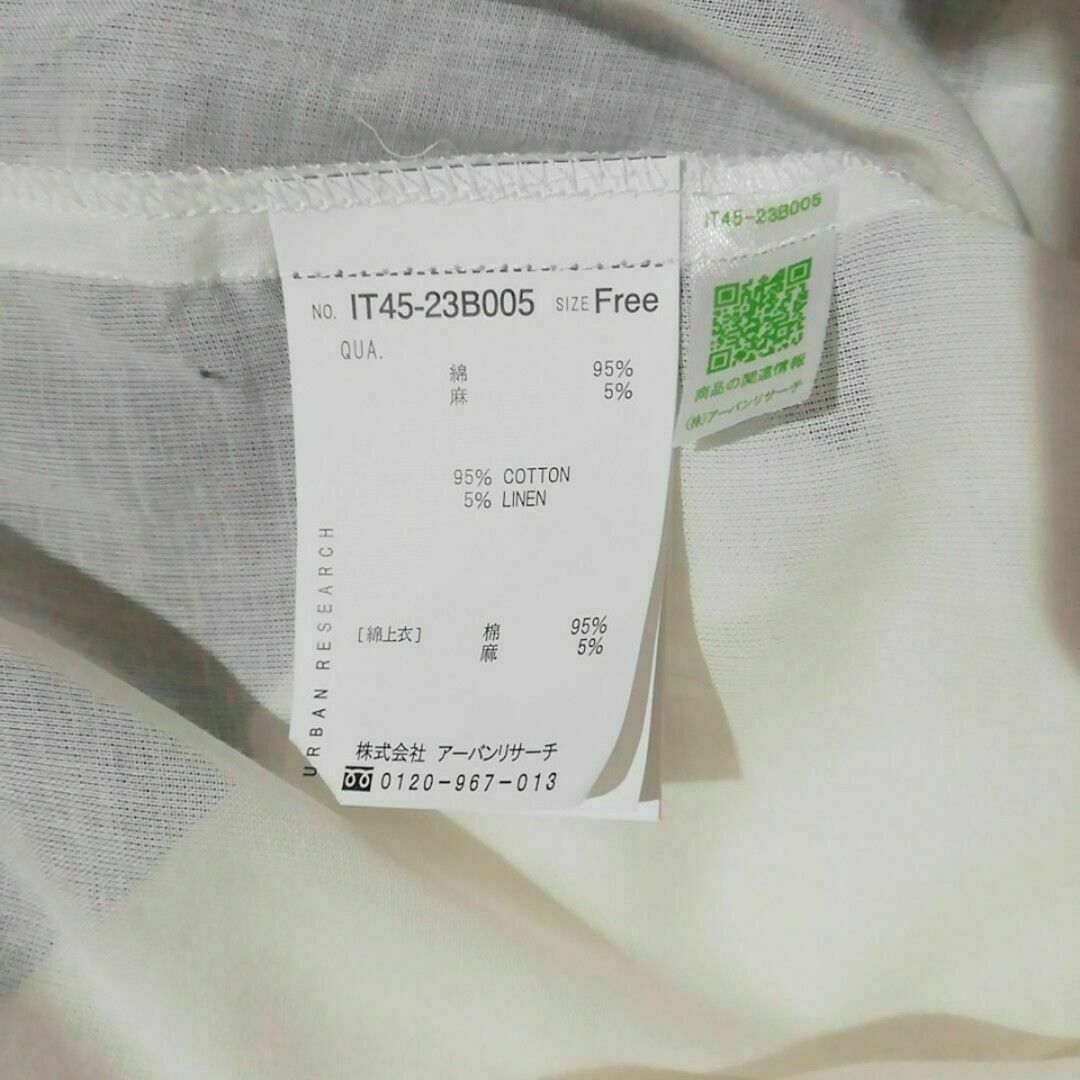 NO. IT45-23B005 SIZE Free
QUA.
綿 95%
麻 5%
95% COTTON
5% LINEN
[綿上衣] 棉 95%
麻 5%
URBAN RESEARCH
株式会社 アーバンリサーチ
0120-967-013
IT45-23B005
商品の関連情報
(株)アーバンリサーチ